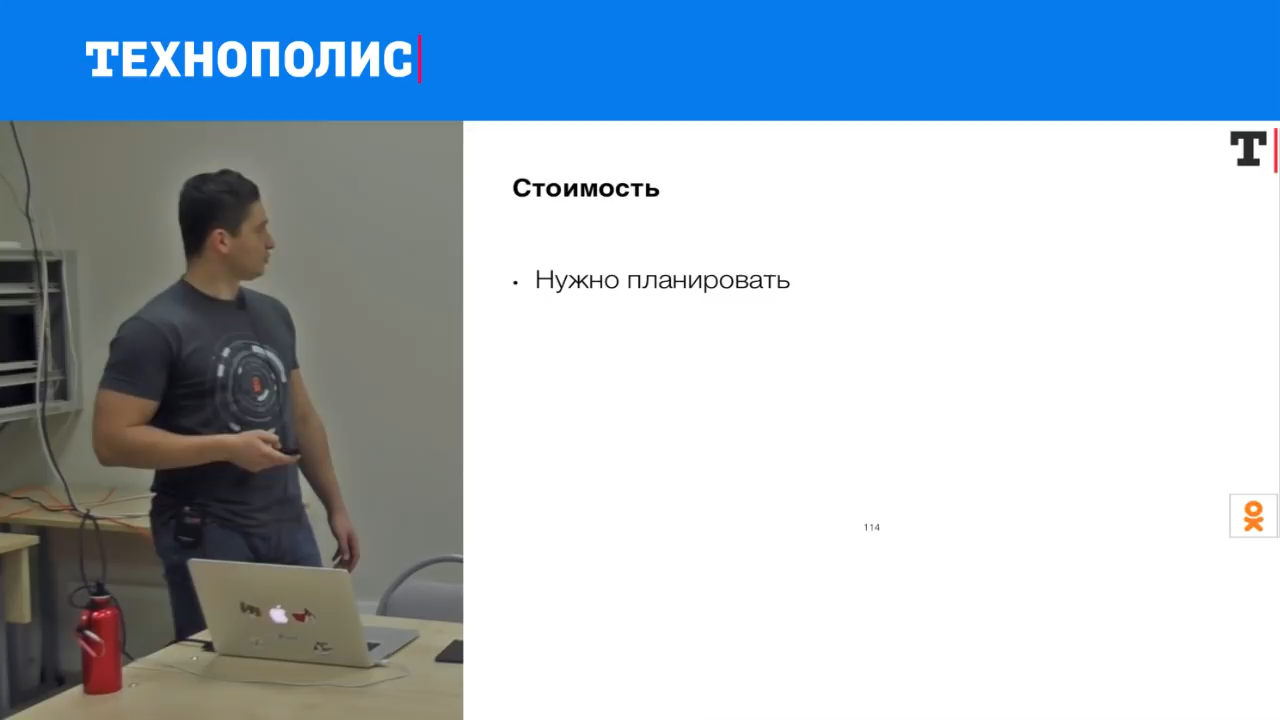 ТЕХНОПОЛИС
Т
Стоимость
• Нужно планировать
114